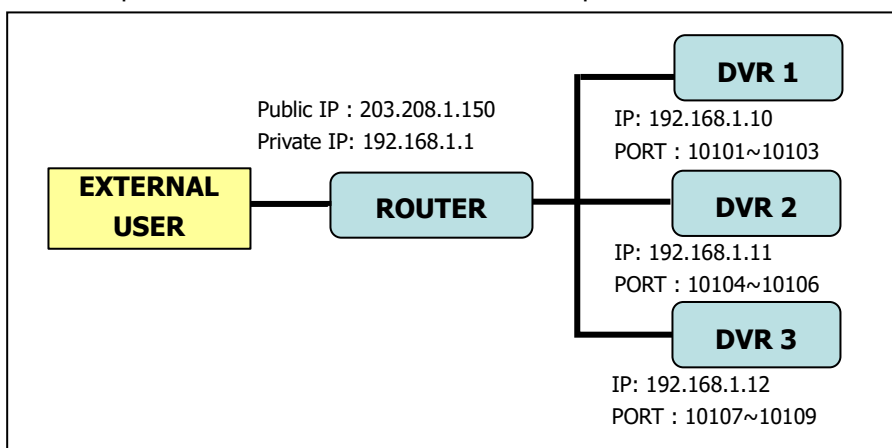 DVR 1
Public IP : 203.208.1.150
Private IP: 192.168.1.1
IP: 192.168.1.10
PORT : 10101~10103
EXTERNAL
USER
ROUTER
DVR 2
IP: 192.168.1.11
PORT : 10104~10106
DVR 3
IP: 192.168.1.12
PORT : 10107~10109